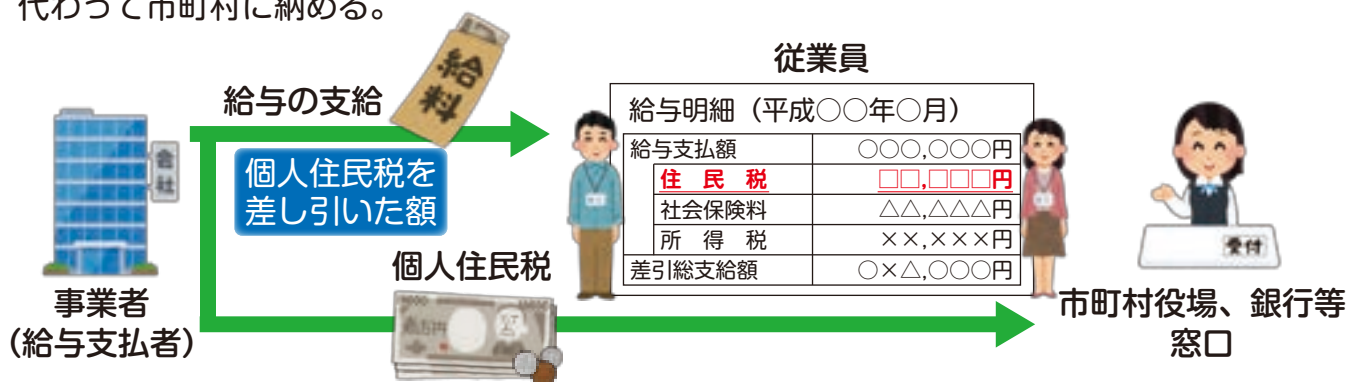 代わって市町村に納める。
従業員
給与の支給
給料
会社
個人住民税を
差し引いた額
給与明細（平成○○年○月）
給与支払額 ○○○,○○○円
住 民 税 □□,□□□円
社会保険料 △△,△△△円
所 得 税 ××,×××円
差引総支給額 ○×△,○○○円
受付
個人住民税
事業者
（給与支払者）
市町村役場、銀行等
窓口